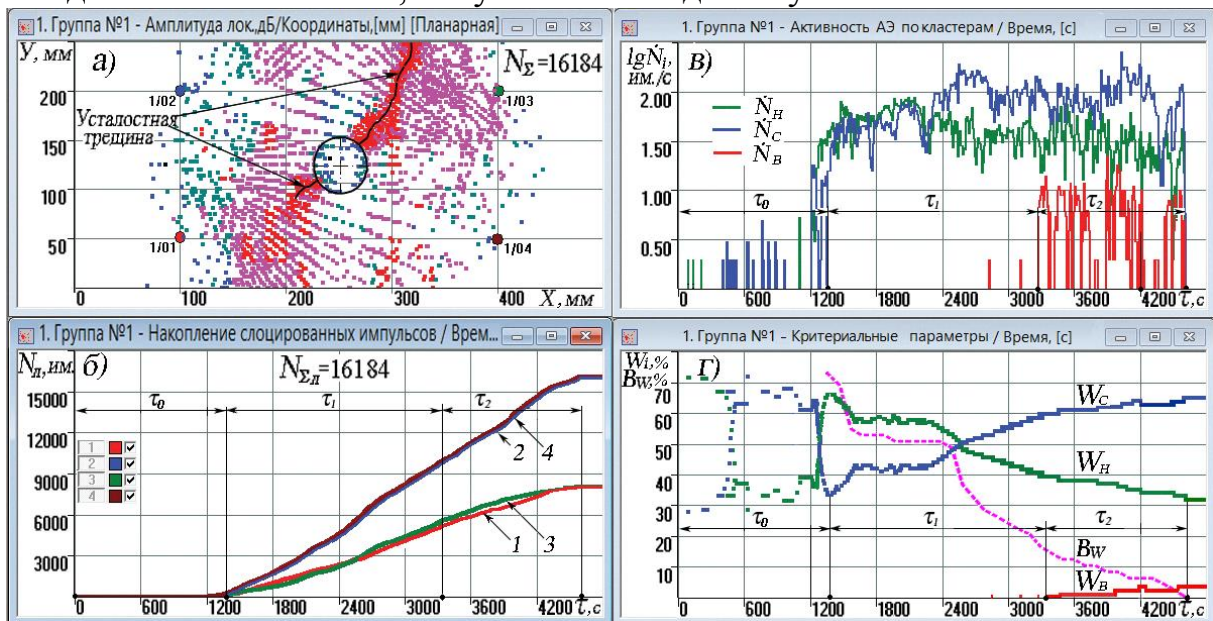 1. Группа №1 - Амплитуда лок.,дБ/Координаты,[мм] [Планарная]
У, мм
а)
N_Σ=16184
200
1/02
1/03
Усталостная
трещина
150
100
50
1/01
1/04
0
100
200
300
400
X, мм
1. Группа №1 - Активность АЭ по кластерам / Время, [с]
lgṄ_i,
им./с
в)
2.00
Ṅ_Н
Ṅ_С
Ṅ_В
1.50
1.00
τ_0
τ_1
τ_2
0.50
0
600
1200
2400
3000
3600
4200
τ,с
1. Группа №1 - Накопление слоцированных импульсов / Врем...
N_л,им.
б)
N_Σл=16184
15000
τ_0
τ_1
τ_2
12000
1
2
3
4
2
4
9000
6000
1
3
3000
0
600
1200
1800
2400
3000
3600
4200
τ,с
1. Группа №1 - Критериальные параметры / Время, [с]
W_i,%
B_W,%
г)
70
W_С
60
50
W_Н
40
30
τ_0
τ_1
τ_2
20
B_W
10
W_В
0
600
1200
1800
2400
3000
3600
4200
τ,с